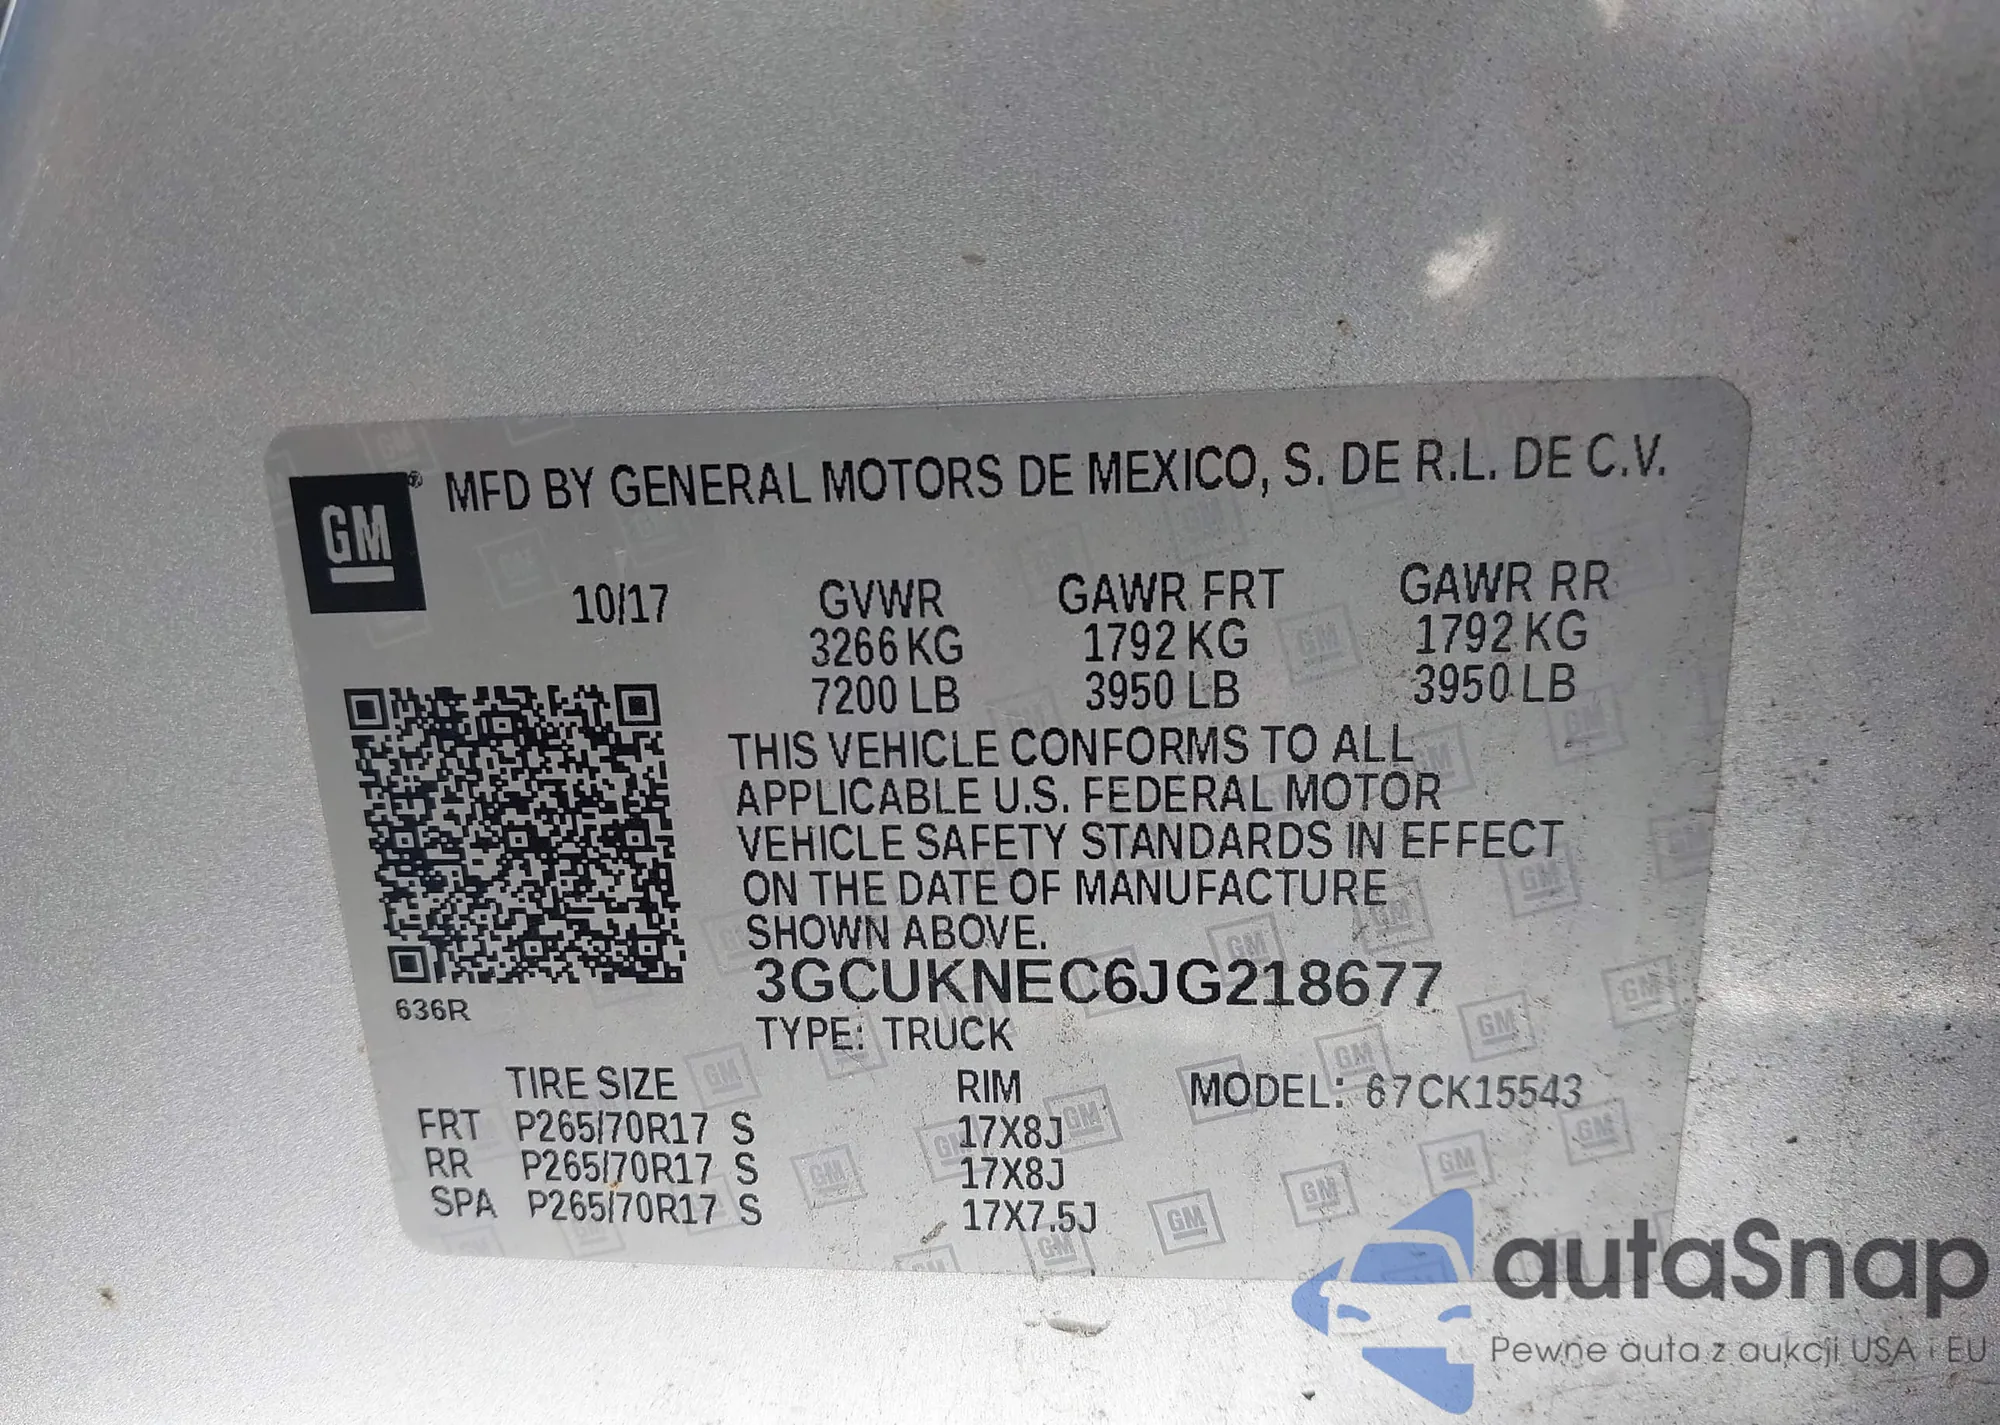 GM® MFD BY GENERAL MOTORS DE MEXICO, S. DE R.L. DE C.V.
10/17 GVWR GAWR FRT GAWR RR
3266 KG 1792 KG 1792 KG
7200 LB 3950 LB 3950 LB
THIS VEHICLE CONFORMS TO ALL
APPLICABLE U.S. FEDERAL MOTOR
VEHICLE SAFETY STANDARDS IN EFFECT
ON THE DATE OF MANUFACTURE
SHOWN ABOVE.
3GCUKNEC6JG218677
636R
TYPE: TRUCK
TIRE SIZE RIM MODEL: 67CK15543
FRT P265/70R17 S 17X8J
RR P265/70R17 S 17X8J
SPA P265/70R17 S 17X7.5J
autaSnap
Pewne auta z aukcji USA i EU